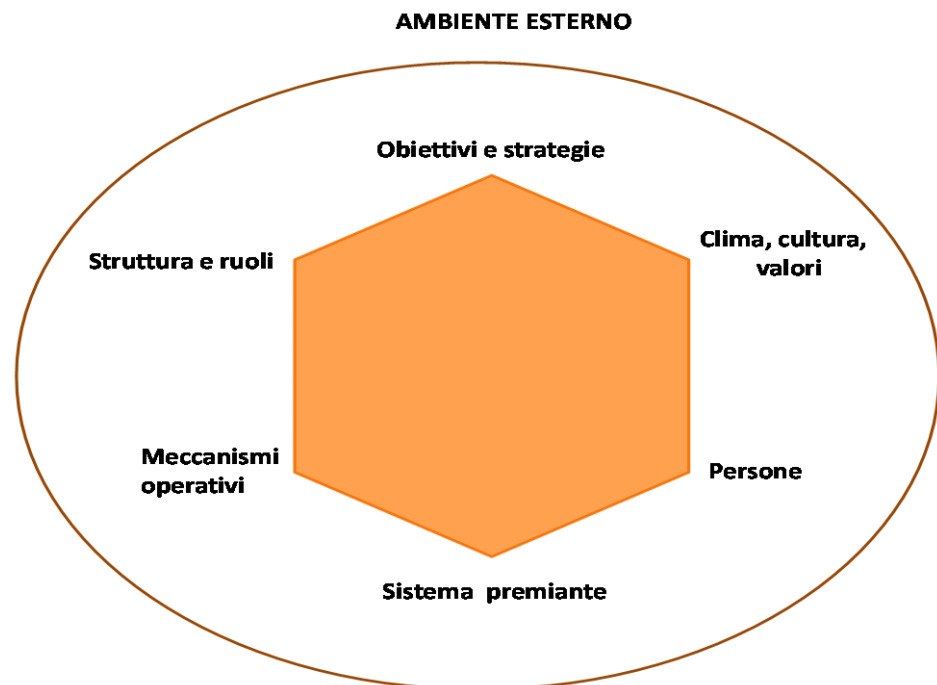 AMBIENTE ESTERNO
Obiettivi e strategie
Clima, cultura,
valori
Struttura e ruoli
Meccanismi
operativi
Persone
Sistema premiante